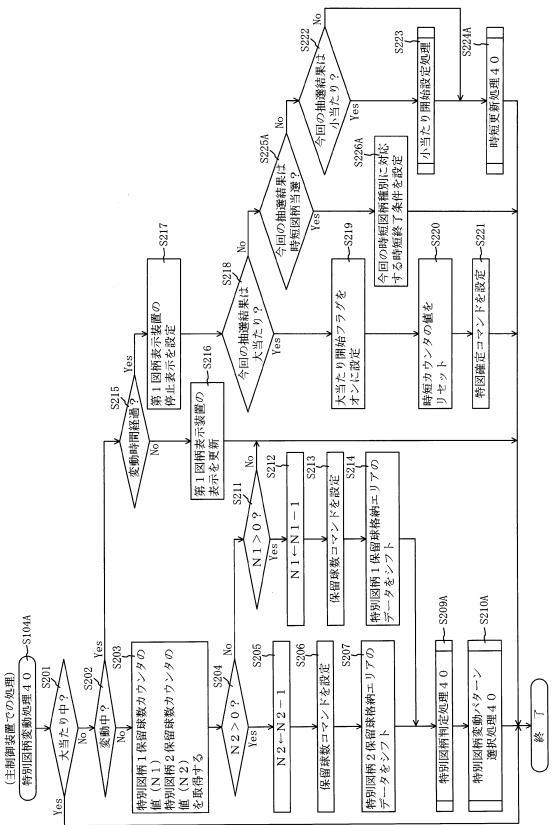 (主制御装置での処理)
特別図柄変動処理40
S104A
大当たり中？
S201
Yes
No
変動中？
S202
Yes
No
特別図柄1保留球数カウンタの
値(N1)
特別図柄2保留球数カウンタの
値(N2)
を取得する
S203
N2>0？
S204
No
Yes
N2←N2-1
S205
保留球数コマンドを設定
S206
特別図柄2保留球格納エリアの
データをシフト
S207
N1>0？
S211
No
Yes
N1←N1-1
S212
保留球数コマンドを設定
S213
特別図柄1保留球格納エリアの
データをシフト
S214
特別図柄判定処理40
S209A
特別図柄変動パターン
選択処理40
S210A
変動時間経過？
S215
Yes
No
第1図柄表示装置の
表示を更新
S216
第1図柄表示装置の
停止表示を設定
S217
今回の抽選結果は
大当たり？
S218
No
Yes
大当たり開始フラグを
オンに設定
S219
時短カウンタの値を
リセット
S220
特図確定コマンドを設定
S221
今回の抽選結果は
時短図柄当選？
S225A
No
Yes
今回の時短図柄種別に対応
する時短終了条件を設定
S226A
今回の抽選結果は
小当たり？
S222
No
Yes
小当たり開始設定処理
S223
時短更新処理40
S224A
終了